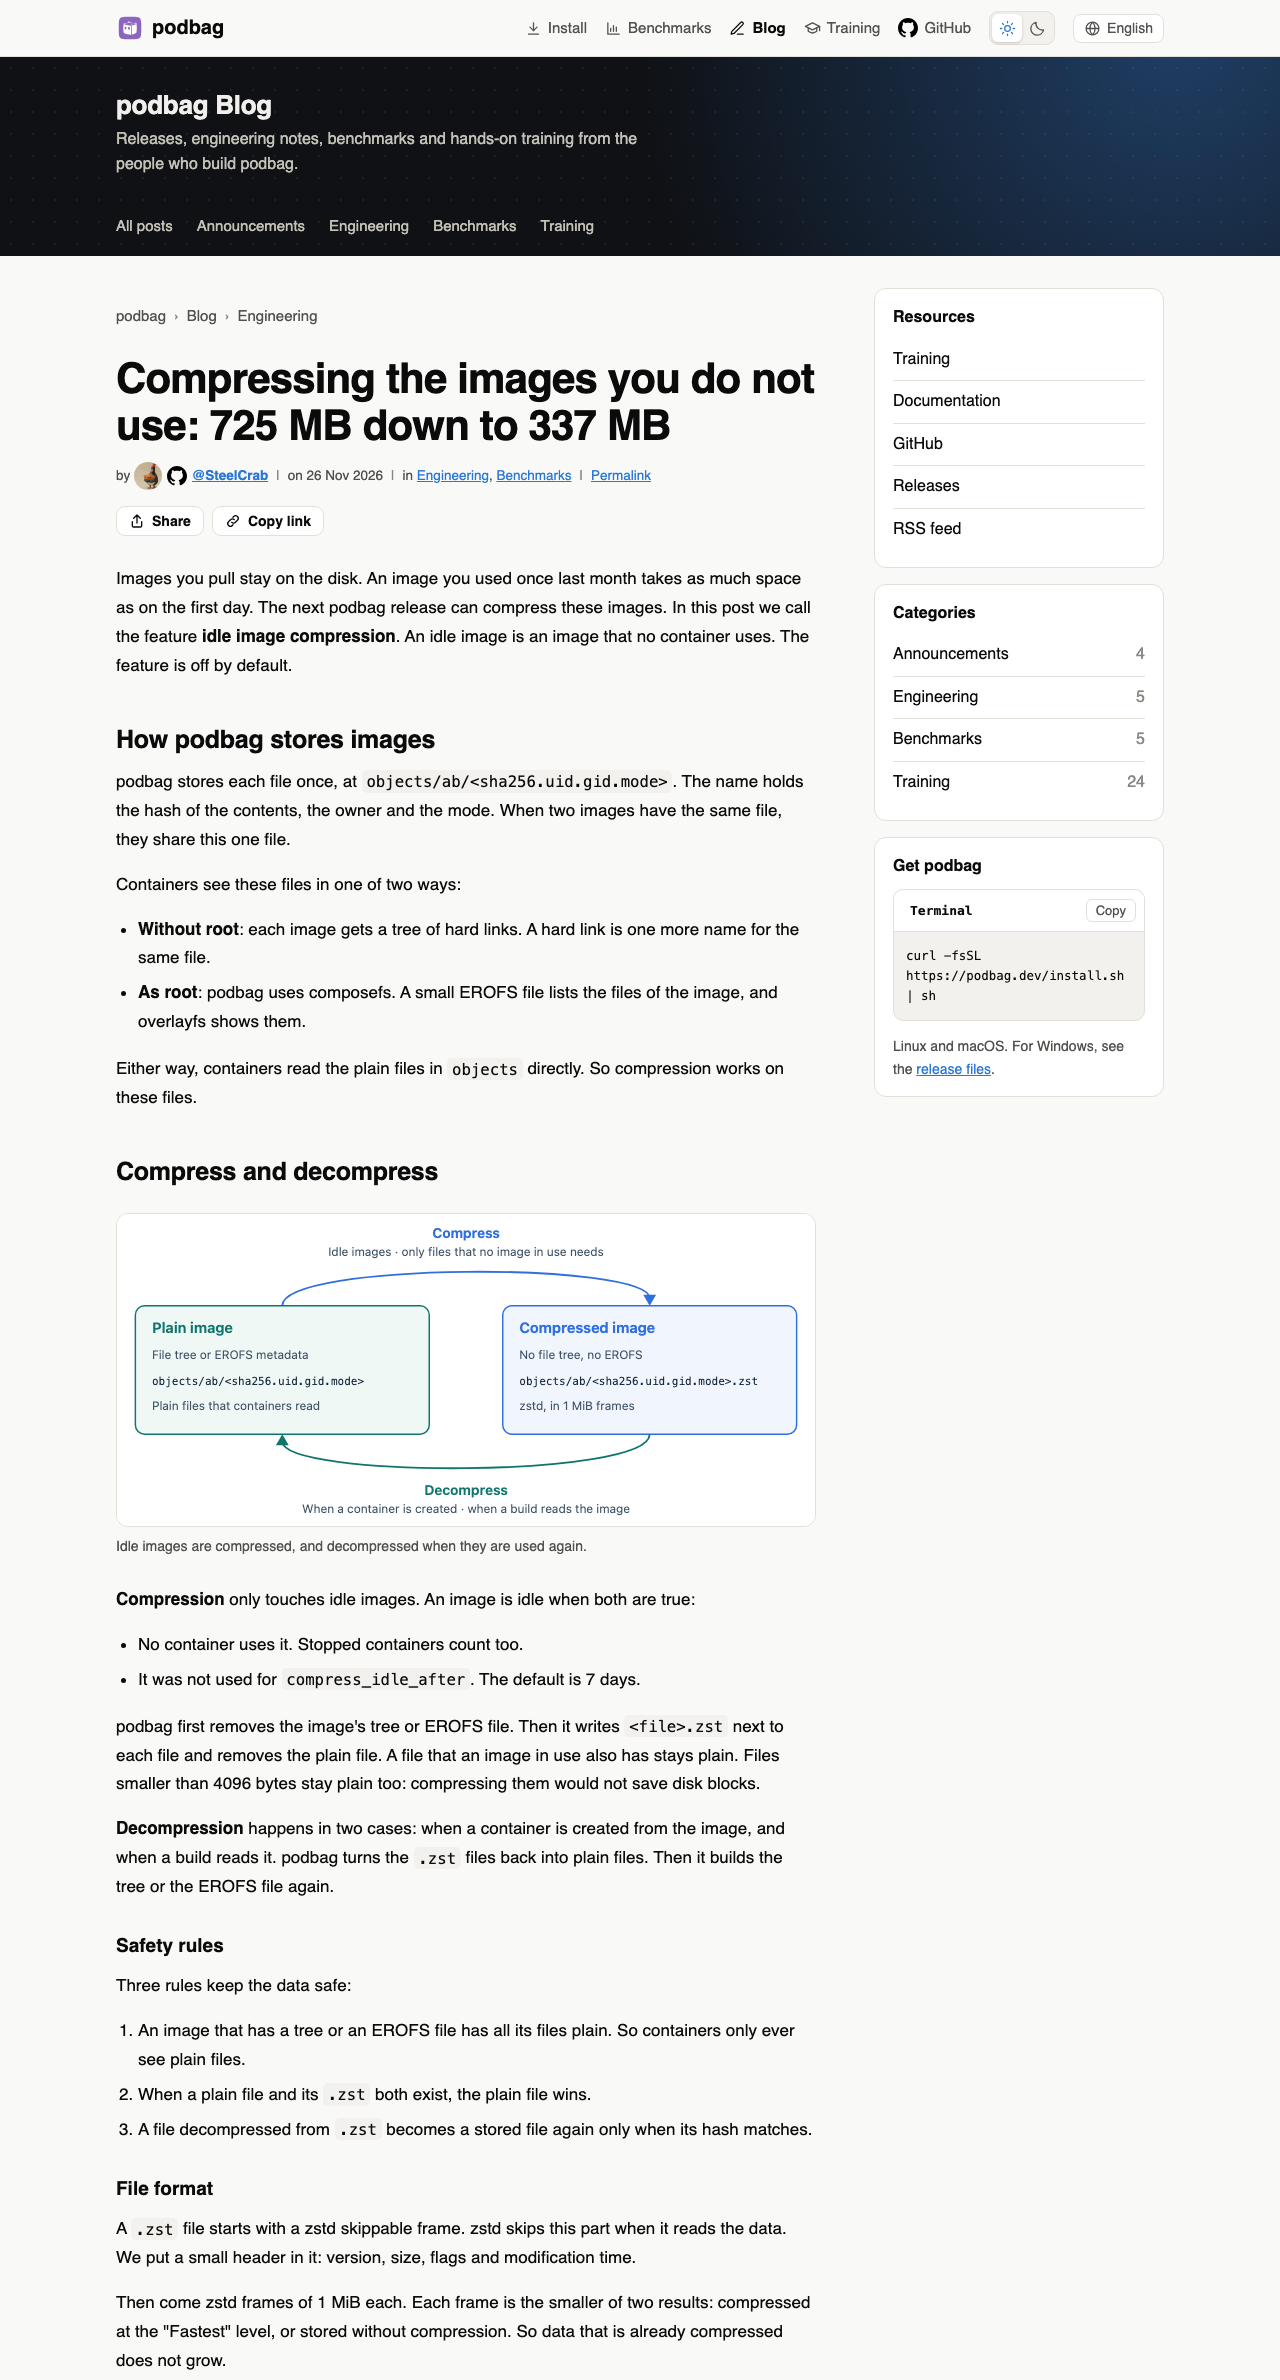 podbag
Install
Benchmarks
Blog
Training
GitHub
English
podbag Blog
Releases, engineering notes, benchmarks and hands-on training from the
people who build podbag.
All posts
Announcements
Engineering
Benchmarks
Training
podbag › Blog › Engineering
Compressing the images you do not
use: 725 MB down to 337 MB
by @SteelCrab | on 26 Nov 2026 | in Engineering, Benchmarks | Permalink
Share
Copy link
Images you pull stay on the disk. An image you used once last month takes as much space
as on the first day. The next podbag release can compress these images. In this post we call
the feature idle image compression. An idle image is an image that no container uses. The
feature is off by default.
How podbag stores images
podbag stores each file once, at objects/ab/<sha256.uid.gid.mode>. The name holds
the hash of the contents, the owner and the mode. When two images have the same file,
they share this one file.
Containers see these files in one of two ways:
• Without root: each image gets a tree of hard links. A hard link is one more name for the
same file.
• As root: podbag uses composefs. A small EROFS file lists the files of the image, and
overlayfs shows them.
Either way, containers read the plain files in objects directly. So compression works on
these files.
Compress and decompress
Compress
Idle images · only files that no image in use needs
Plain image
File tree or EROFS metadata
objects/ab/<sha256.uid.gid.mode>
Plain files that containers read
Compressed image
No file tree, no EROFS
objects/ab/<sha256.uid.gid.mode>.zst
zstd, in 1 MiB frames
Decompress
When a container is created · when a build reads the image
Idle images are compressed, and decompressed when they are used again.
Compression only touches idle images. An image is idle when both are true:
• No container uses it. Stopped containers count too.
• It was not used for compress_idle_after. The default is 7 days.
podbag first removes the image's tree or EROFS file. Then it writes <file>.zst next to
each file and removes the plain file. A file that an image in use also has stays plain. Files
smaller than 4096 bytes stay plain too: compressing them would not save disk blocks.
Decompression happens in two cases: when a container is created from the image, and
when a build reads it. podbag turns the .zst files back into plain files. Then it builds the
tree or the EROFS file again.
Safety rules
Three rules keep the data safe:
1. An image that has a tree or an EROFS file has all its files plain. So containers only ever
see plain files.
2. When a plain file and its .zst both exist, the plain file wins.
3. A file decompressed from .zst becomes a stored file again only when its hash matches.
File format
A .zst file starts with a zstd skippable frame. zstd skips this part when it reads the data.
We put a small header in it: version, size, flags and modification time.
Then come zstd frames of 1 MiB each. Each frame is the smaller of two results: compressed
at the "Fastest" level, or stored without compression. So data that is already compressed
does not grow.
Resources
Training
Documentation
GitHub
Releases
RSS feed
Categories
Announcements 4
Engineering 5
Benchmarks 5
Training 24
Get podbag
Terminal
Copy
curl -fsSL
https://podbag.dev/install.sh
| sh
Linux and macOS. For Windows, see
the release files.